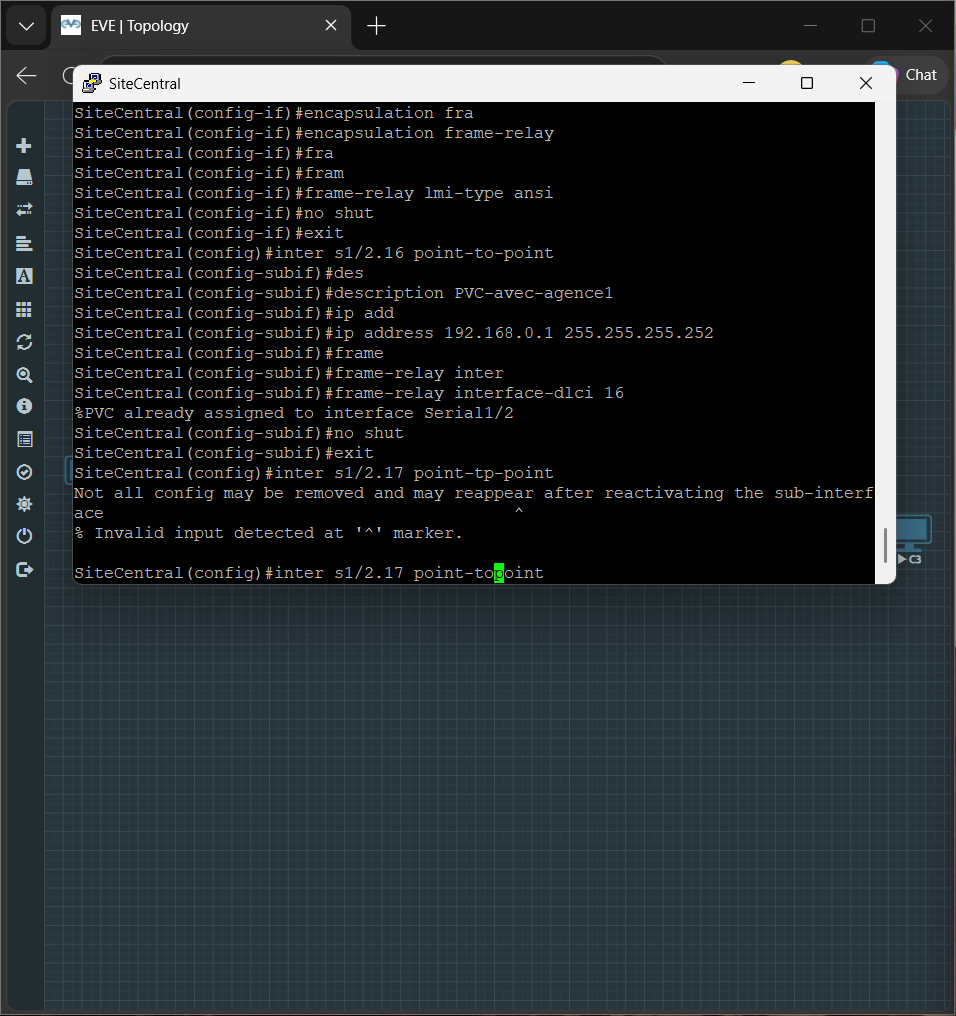 EVE | Topology
Chat
SiteCentral
SiteCentral(config-if)#encapsulation fra
SiteCentral(config-if)#encapsulation frame-relay
SiteCentral(config-if)#fra
SiteCentral(config-if)#fram
SiteCentral(config-if)#frame-relay lmi-type ansi
SiteCentral(config-if)#no shut
SiteCentral(config-if)#exit
SiteCentral(config)#inter s1/2.16 point-to-point
SiteCentral(config-subif)#des
SiteCentral(config-subif)#description PVC-avec-agence1
SiteCentral(config-subif)#ip add
SiteCentral(config-subif)#ip address 192.168.0.1 255.255.255.252
SiteCentral(config-subif)#frame
SiteCentral(config-subif)#frame-relay inter
SiteCentral(config-subif)#frame-relay interface-dlci 16
%PVC already assigned to interface Serial1/2
SiteCentral(config-subif)#no shut
SiteCentral(config-subif)#exit
SiteCentral(config)#inter s1/2.17 point-tp-point
Not all config may be removed and may reappear after reactivating the sub-interf
ace ^
% Invalid input detected at '^' marker.
SiteCentral(config)#inter s1/2.17 point-topoint
C3